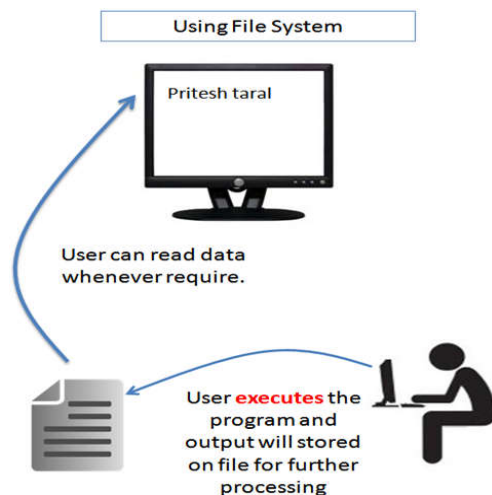 Using File System
Pritesh taral
User can read data
whenever require.
User executes the
program and
output will stored
on file for further
processing